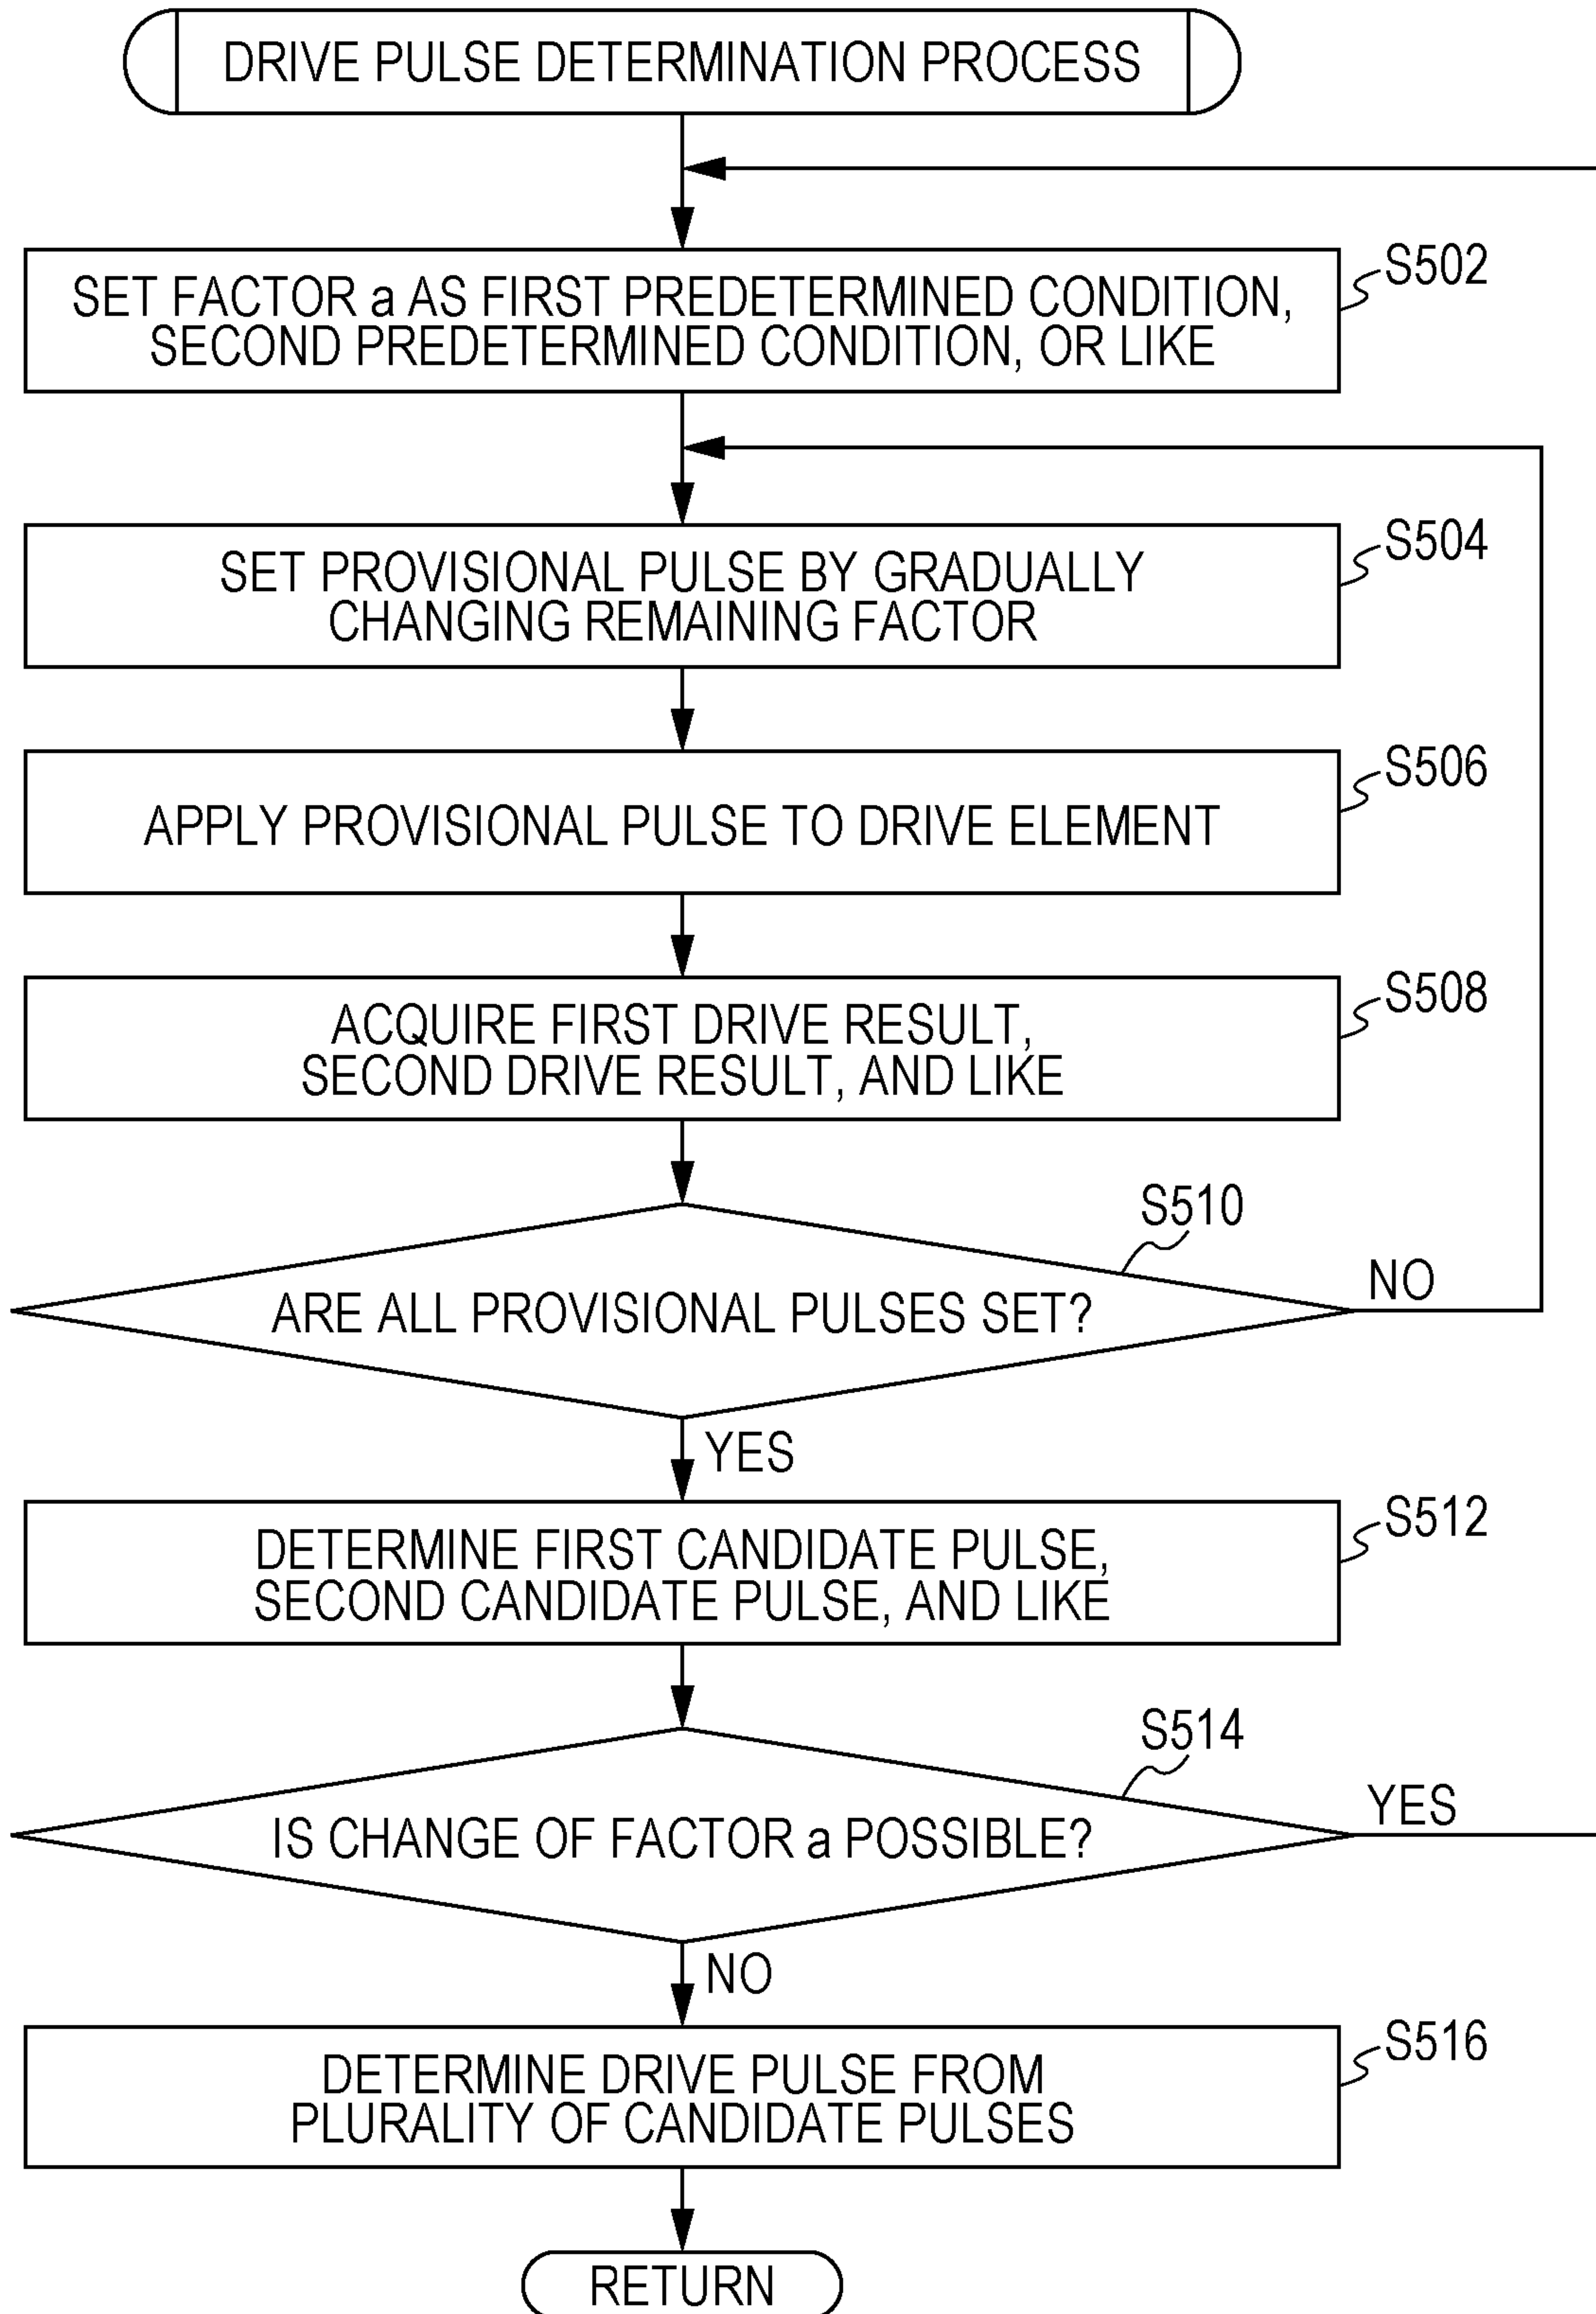 DRIVE PULSE DETERMINATION PROCESS
S502
SET FACTOR a AS FIRST PREDETERMINED CONDITION,
SECOND PREDETERMINED CONDITION, OR LIKE
S504
SET PROVISIONAL PULSE BY GRADUALLY
CHANGING REMAINING FACTOR
S506
APPLY PROVISIONAL PULSE TO DRIVE ELEMENT
S508
ACQUIRE FIRST DRIVE RESULT,
SECOND DRIVE RESULT, AND LIKE
S510
NO
ARE ALL PROVISIONAL PULSES SET?
YES
S512
DETERMINE FIRST CANDIDATE PULSE,
SECOND CANDIDATE PULSE, AND LIKE
S514
YES
IS CHANGE OF FACTOR a POSSIBLE?
NO
S516
DETERMINE DRIVE PULSE FROM
PLURALITY OF CANDIDATE PULSES
RETURN